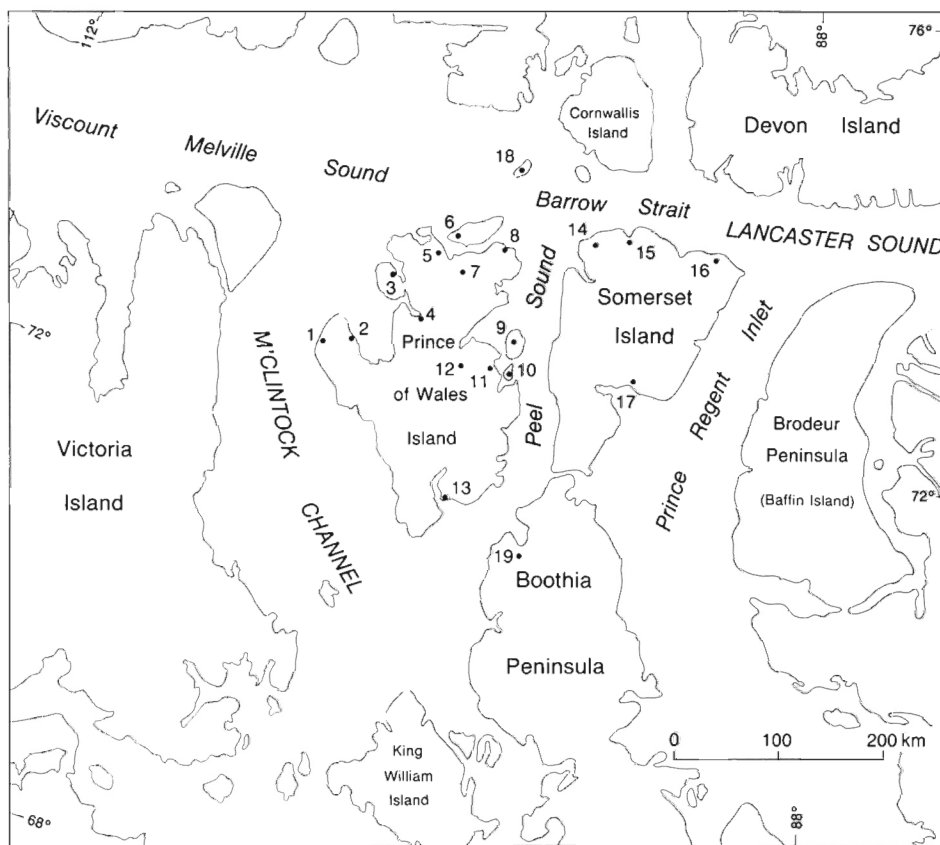 112°
88°
76°
Cornwallis
Island
Devon Island
Viscount Melville Sound
18
Barrow Strait
LANCASTER SOUND
6
8
14
15
5
7
16
3
4
Sound
Somerset
Island
72°
1
2
Prince
9
12
11
10
of Wales
Island
17
M'CLINTOCK
CHANNEL
Peel
Prince Regent Inlet
Brodeur
Peninsula
(Baffin Island)
Victoria
Island
13
72°
19
Boothia
Peninsula
King
William
Island
0 100 200 km
68°
88°